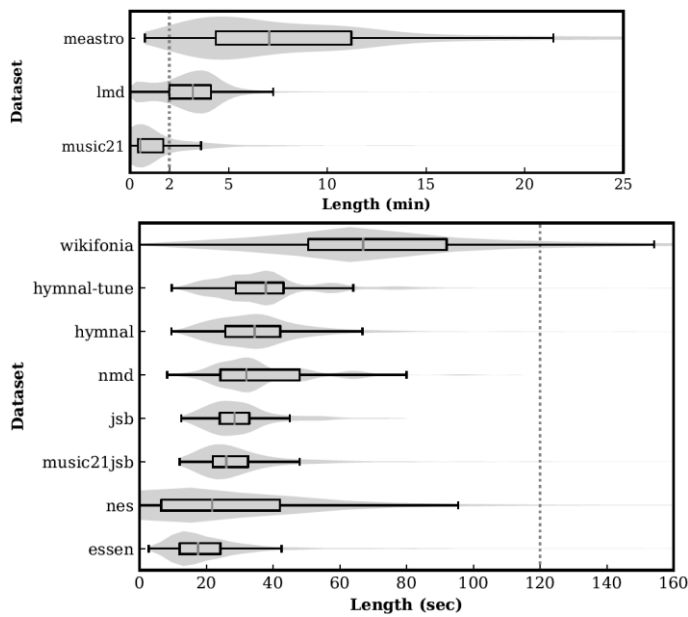 Dataset
meastro
lmd
music21
0 2 5 10 15 20 25
Length (min)
Dataset
wikifonia
hymnal-tune
hymnal
nmd
jsb
music21jsb
nes
essen
0 20 40 60 80 100 120 140 160
Length (sec)